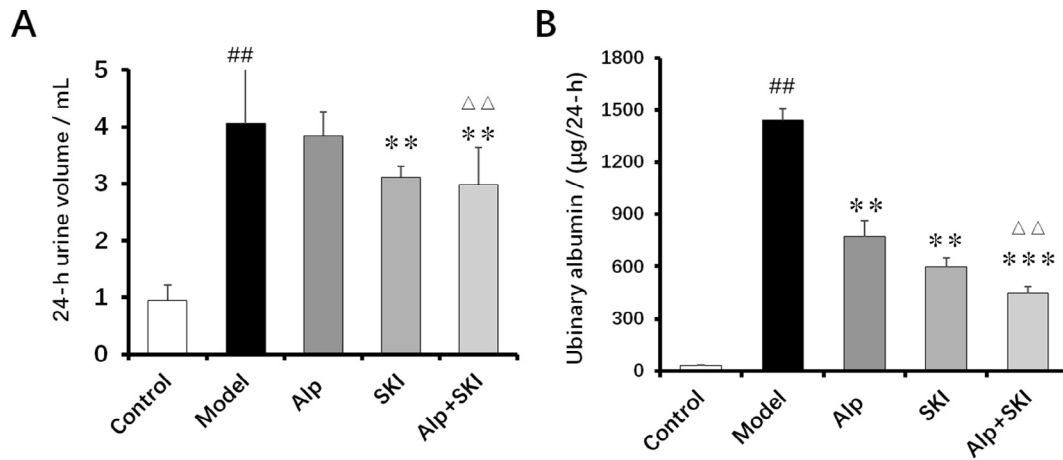 A
24-h urine volume / mL
5
4
3
2
1
0
##
**
△△
**
Control
Model
Alp
SKI
Alp+SKI
B
Ubinary albumin / (μg/24-h)
1800
1500
1200
900
600
300
0
##
**
**
△△
***
Control
Model
Alp
SKI
Alp+SKI